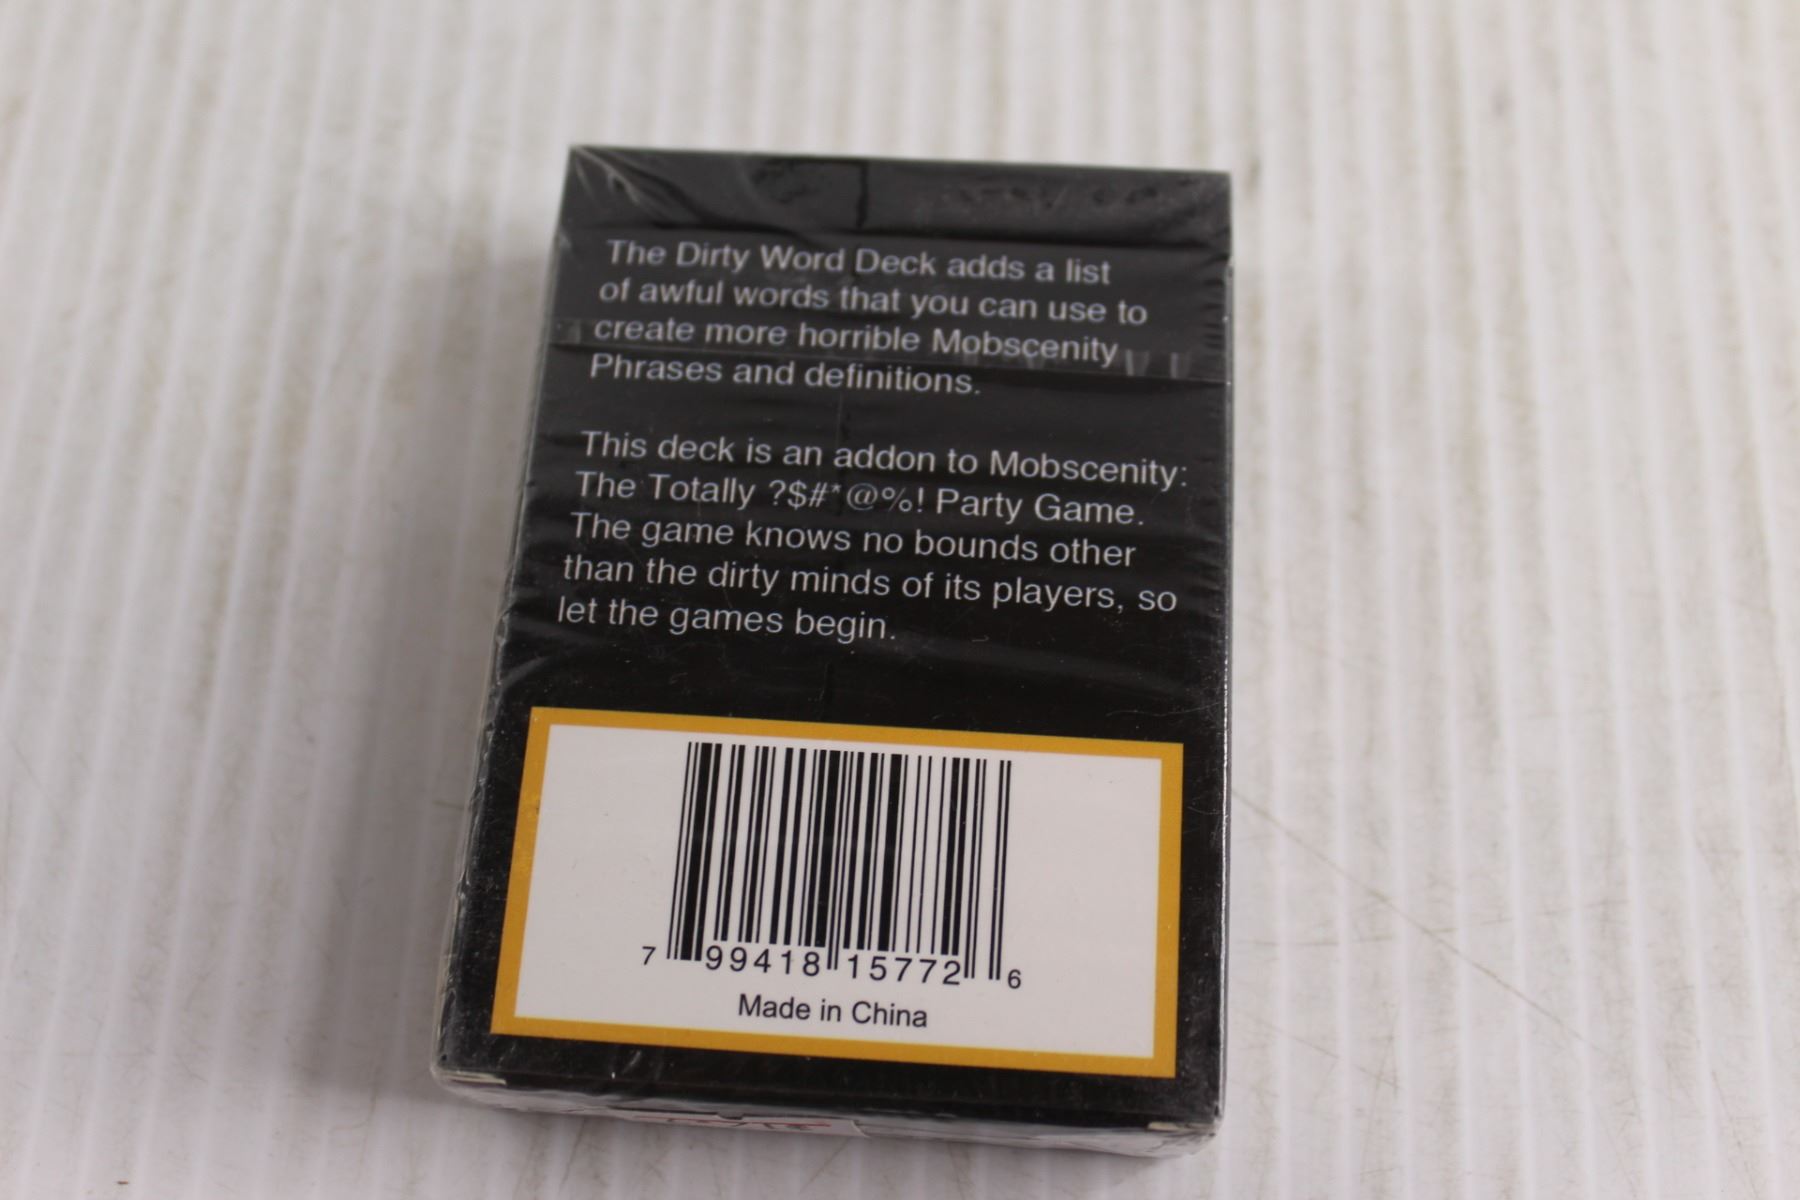 The Dirty Word Deck adds a list
of awful words that you can use to
create more horrible Mobscenity
Phrases and definitions.
This deck is an addon to Mobscenity:
The Totally ?$#*@%! Party Game.
The game knows no bounds other
than the dirty minds of its players, so
let the games begin.
7 99418 15772 6
Made in China